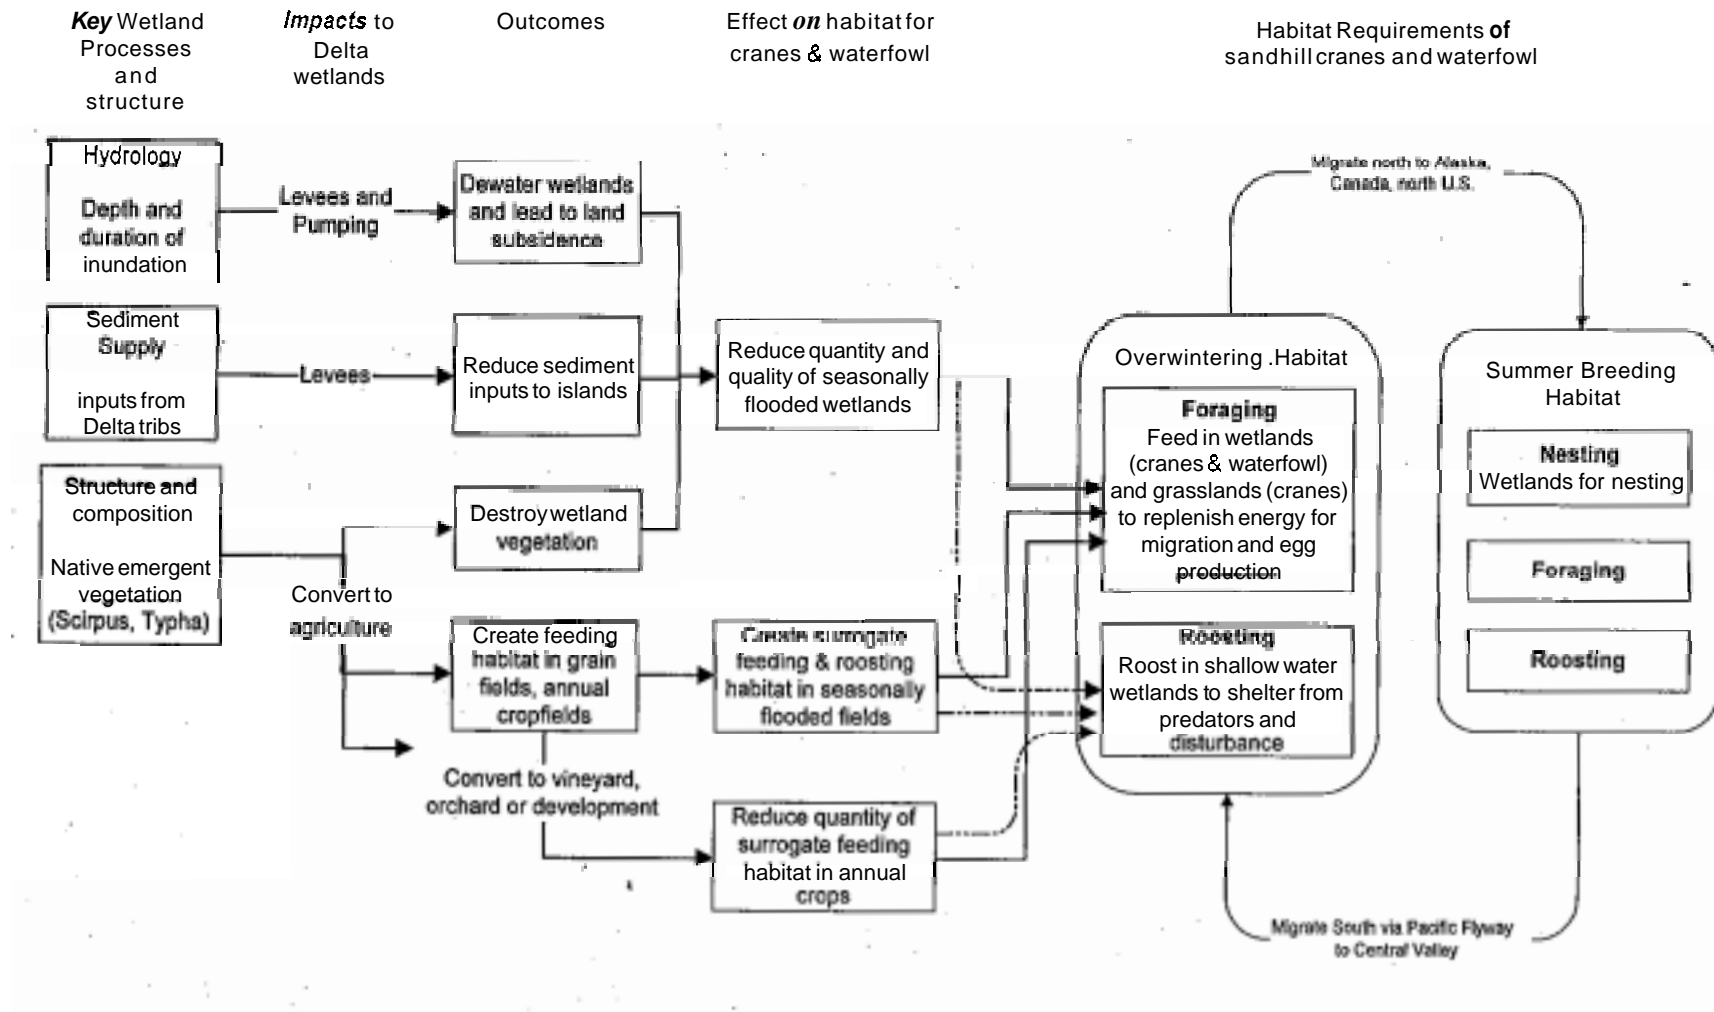 Key Wetland
Processes
and
structure
Impacts to
Delta
wetlands
Outcomes
Effect on habitat for
cranes & waterfowl
Habitat Requirements of
sandhill cranes and waterfowl
Hydrology
Depth and
duration of
inundation
Levees and
Pumping
Dewater wetlands
and lead to land
subsidence
Sediment
Supply
inputs from
Delta tribs
Levees
Reduce sediment
inputs to islands
Reduce quantity and
quality of seasonally
flooded wetlands
Structure and
composition
Native emergent
vegetation
(Scirpus, Typha)
Convert to
agriculture
Destroy wetland
vegetation
Create feeding
habitat in grain
fields, annual
cropfields
Create surrogate
feeding & roosting
habitat in seasonally
flooded fields
Convert to vineyard,
orchard or development
Reduce quantity of
surrogate feeding
habitat in annual
crops
Migrate north to Alaska,
Canada, north U.S.
Overwintering .Habitat
Foraging
Feed in wetlands
(cranes & waterfowl)
and grasslands (cranes)
to replenish energy for
migration and egg
production
Roosting
Roost in shallow water
wetlands to shelter from
predators and
disturbance
Summer Breeding
Habitat
Nesting
Wetlands for nesting
Foraging
Roosting
Migrate South via Pacific Flyway
to Central Valley